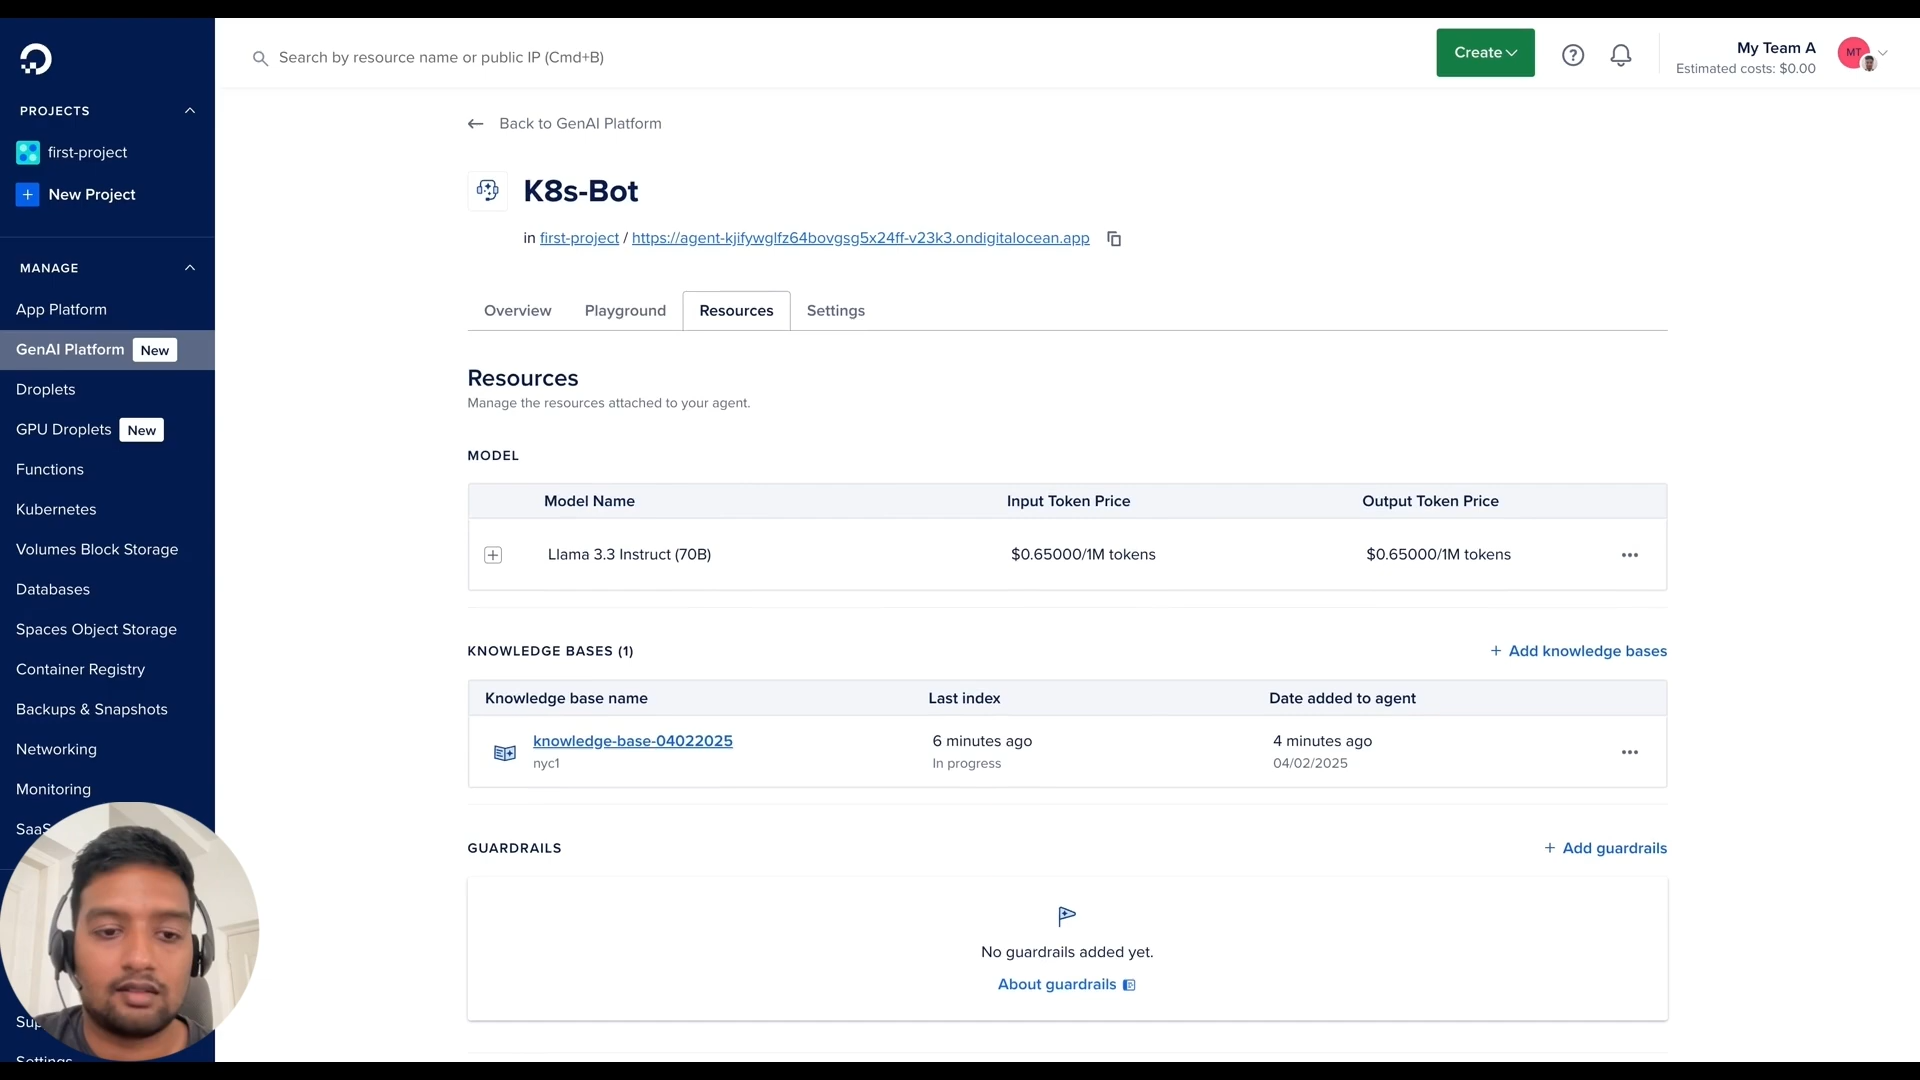 Search by resource name or public IP (Cmd+B)
Create
My Team A
Estimated costs: $0.00
MT
PROJECTS
first-project
New Project
MANAGE
App Platform
GenAI Platform New
Droplets
GPU Droplets New
Functions
Kubernetes
Volumes Block Storage
Databases
Spaces Object Storage
Container Registry
Backups & Snapshots
Networking
Monitoring
SaaS
Settings
Back to GenAI Platform
K8s-Bot
in first-project / https://agent-kjifywglfz64bovgsg5x24ff-v23k3.ondigitalocean.app
Overview Playground Resources Settings
Resources
Manage the resources attached to your agent.
MODEL
Model Name Input Token Price Output Token Price
Llama 3.3 Instruct (70B) $0.65000/1M tokens $0.65000/1M tokens
KNOWLEDGE BASES (1)
+ Add knowledge bases
Knowledge base name Last index Date added to agent
knowledge-base-04022025 6 minutes ago 4 minutes ago
nyc1 In progress 04/02/2025
GUARDRAILS
+ Add guardrails
No guardrails added yet.
About guardrails